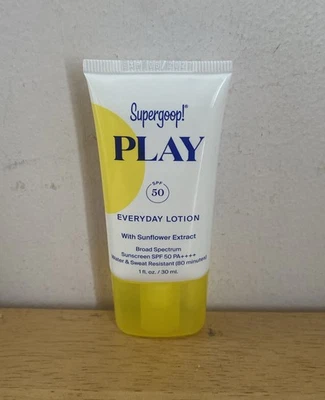 Supergoop!®
PLAY
SPF
50
EVERYDAY LOTION
With Sunflower Extract
Broad Spectrum
Sunscreen SPF 50 PA++++
Water & Sweat Resistant (80 minutes)
1 fl. oz. / 30 mL